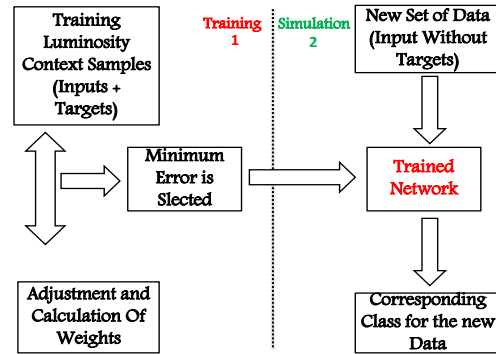 Training
Luminosity
Context Samples
(Inputs +
Targets)
Training
1
Simulation
2
New Set of Data
(Input Without
Targets)
Minimum
Error is
Slected
Trained
Network
Adjustment and
Calculation Of
Weights
Corresponding
Class for the new
Data